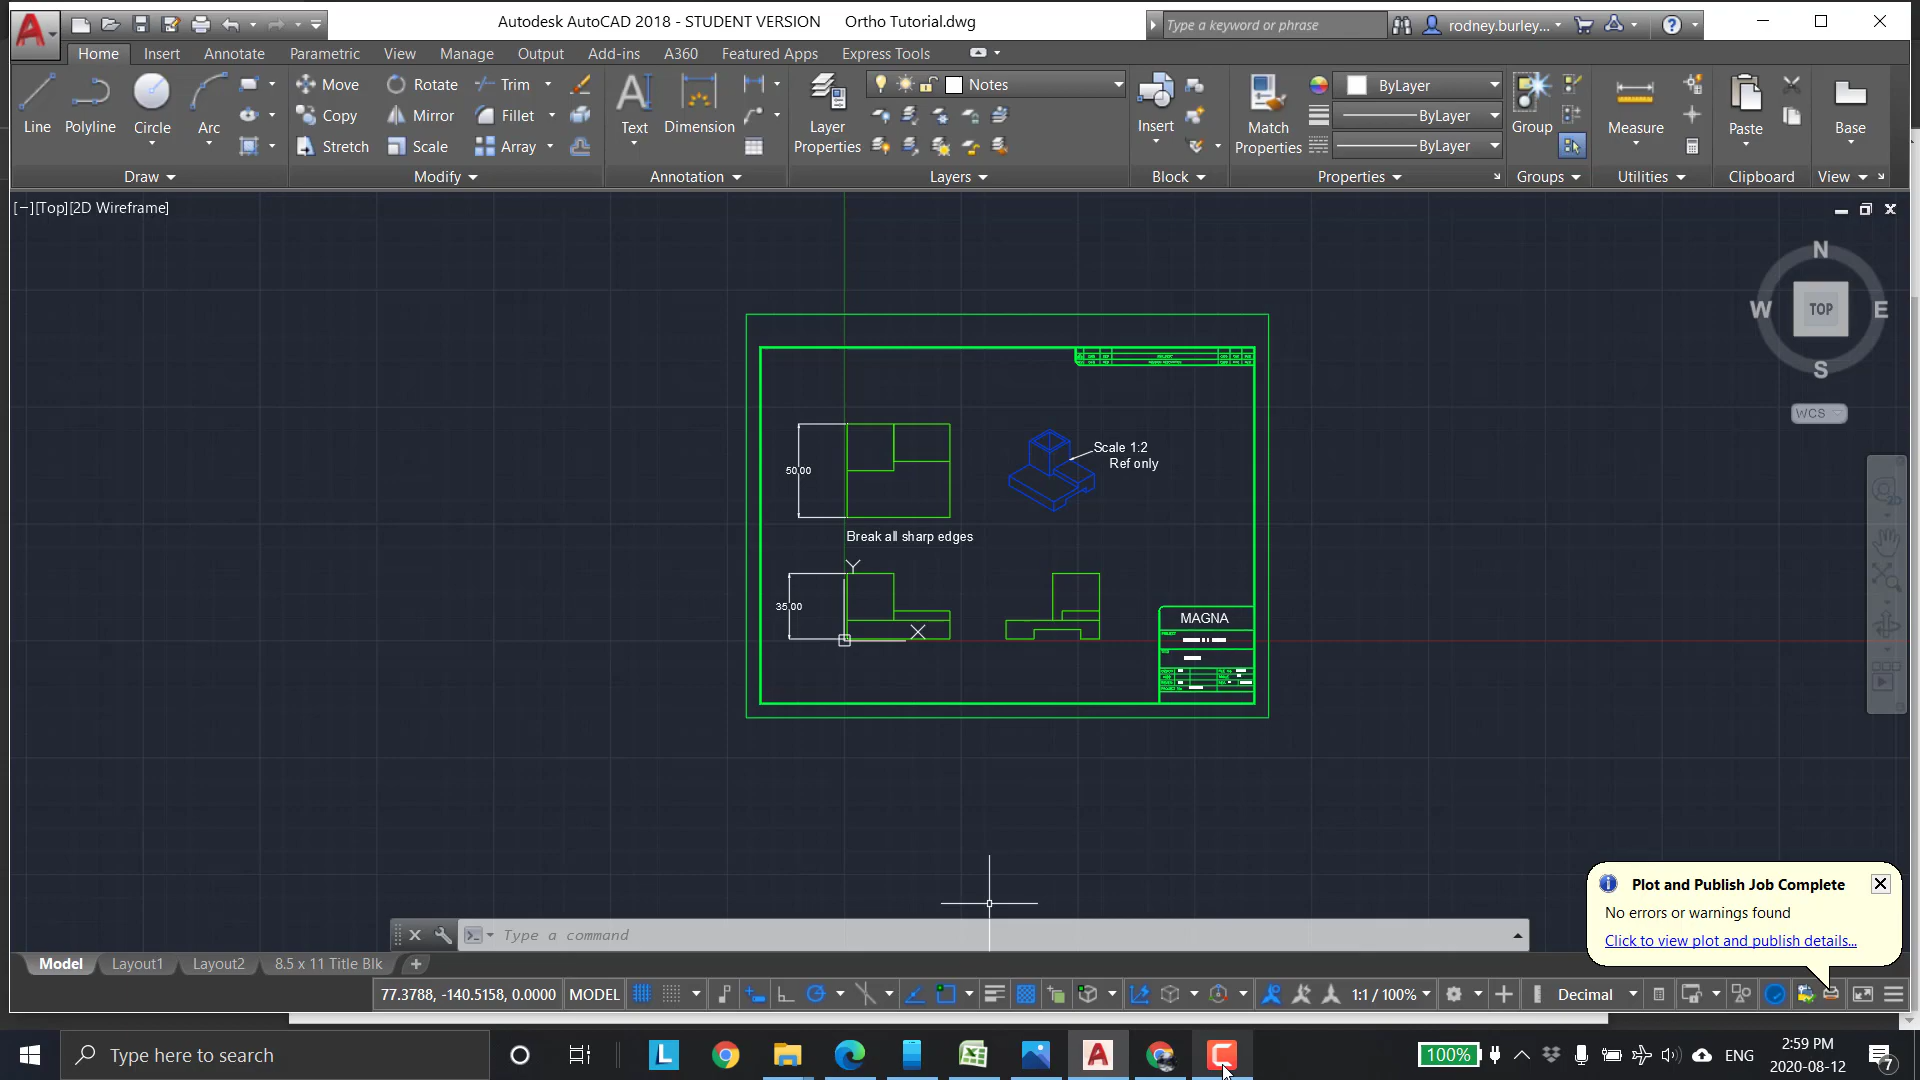 Autodesk AutoCAD 2018 - STUDENT VERSION Ortho Tutorial.dwg
Type a keyword or phrase
rodney.burley...
Home Insert Annotate Parametric View Manage Output Add-ins A360 Featured Apps Express Tools
Line Polyline Circle Arc
Move Rotate Trim
Copy Mirror Fillet
Stretch Scale Array
Text Dimension
Layer Properties
Notes
Insert
Match Properties
ByLayer
ByLayer
ByLayer
Group
Measure
Paste
Base
Draw Modify Annotation Layers Block Properties Groups Utilities Clipboard View
[−][Top][2D Wireframe]
N
W TOP E
S
WCS
50.00
Scale 1:2
Ref only
Break all sharp edges
Y
35.00
X
MAGNA
Plot and Publish Job Complete
No errors or warnings found
Click to view plot and publish details...
Type a command
Model Layout1 Layout2 8.5 x 11 Title Blk +
77.3788, -140.5158, 0.0000 MODEL 1:1 / 100% Decimal
Type here to search
100% ENG
2:59 PM
2020-08-12
7